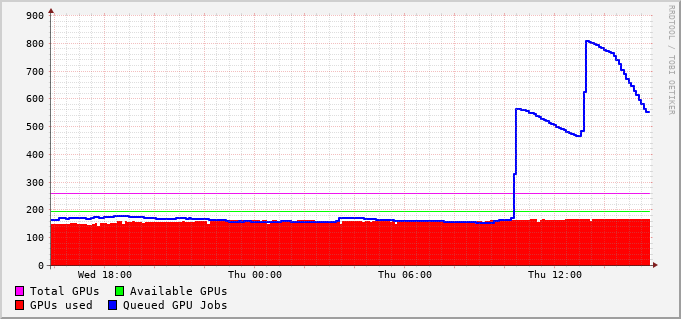 900
800
700
600
500
400
300
200
100
0
Wed 18:00 Thu 00:00 Thu 06:00 Thu 12:00
Total GPUs Available GPUs
GPUs used Queued GPU Jobs
RRDTOOL / TOBI OETIKER